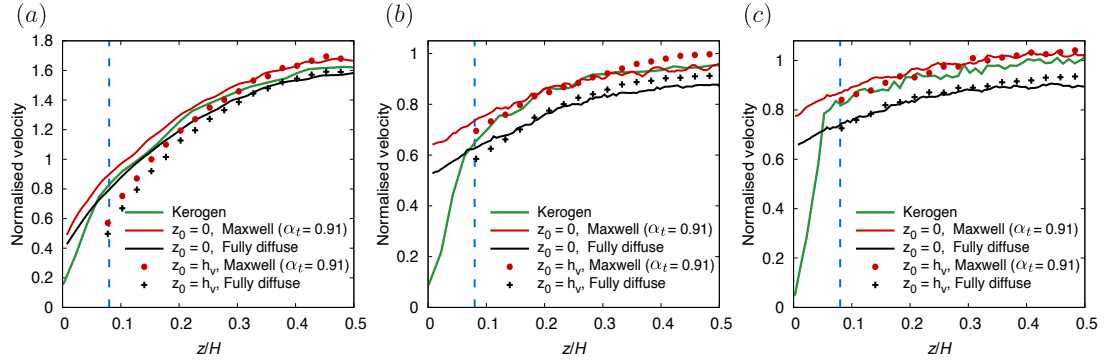 (a)
Normalised velocity
1.8
1.6
1.4
1.2
1
0.8
0.6
0.4
0.2
0
Kerogen
z₀ = 0, Maxwell (αₜ = 0.91)
z₀ = 0, Fully diffuse
z₀ = hᵥ, Maxwell (αₜ = 0.91)
z₀ = hᵥ, Fully diffuse
0 0.1 0.2 0.3 0.4 0.5
z/H
(b)
Normalised velocity
1
0.8
0.6
0.4
0.2
0
Kerogen
z₀ = 0, Maxwell (αₜ = 0.91)
z₀ = 0, Fully diffuse
z₀ = hᵥ, Maxwell (αₜ = 0.91)
z₀ = hᵥ, Fully diffuse
0 0.1 0.2 0.3 0.4 0.5
z/H
(c)
Normalised velocity
1
0.8
0.6
0.4
0.2
0
Kerogen
z₀ = 0, Maxwell (αₜ = 0.91)
z₀ = 0, Fully diffuse
z₀ = hᵥ, Maxwell (αₜ = 0.91)
z₀ = hᵥ, Fully diffuse
0 0.1 0.2 0.3 0.4 0.5
z/H